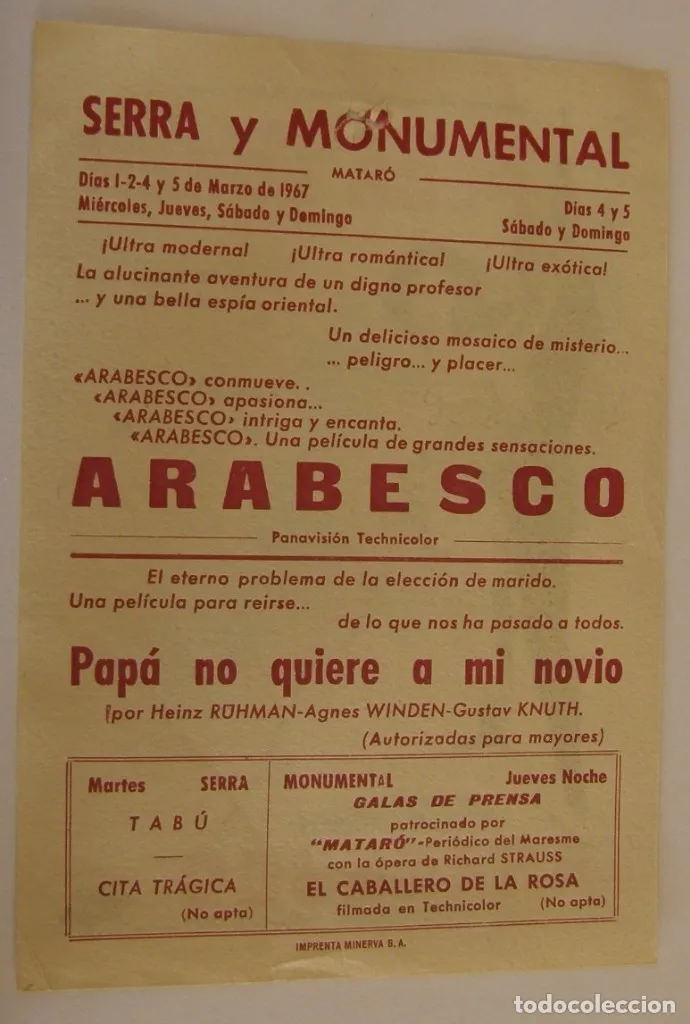 SERRA y MONUMENTAL
MATARÓ
Días 1-2-4 y 5 de Marzo de 1967
Miércoles, Jueves, Sábado y Domingo
Días 4 y 5
Sábado y Domingo
¡Ultra moderna! ¡Ultra romántica! ¡Ultra exótica!
La alucinante aventura de un digno profesor
... y una bella espía oriental.
Un delicioso mosaico de misterio...
... peligro... y placer...
«ARABESCO» conmueve. .
«ARABESCO» apasiona...
«ARABESCO» intriga y encanta.
«ARABESCO». Una película de grandes sensaciones.
ARABESCO
Panavisión Technicolor
El eterno problema de la elección de marido.
Una película para reirse...
de lo que nos ha pasado a todos.
Papá no quiere a mi novio
por Heinz RÜHMAN-Agnes WINDEN-Gustav KNUTH.
(Autorizadas para mayores)
Martes SERRA
TABÚ
CITA TRÁGICA
(No apta)
MONUMENTAL Jueves Noche
GALAS DE PRENSA
patrocinado por
"MATARÓ"-Periódico del Maresme
con la ópera de Richard STRAUSS
EL CABALLERO DE LA ROSA
filmada en Technicolor (No apta)
IMPRENTA MINERVA S. A.
todocoleccion